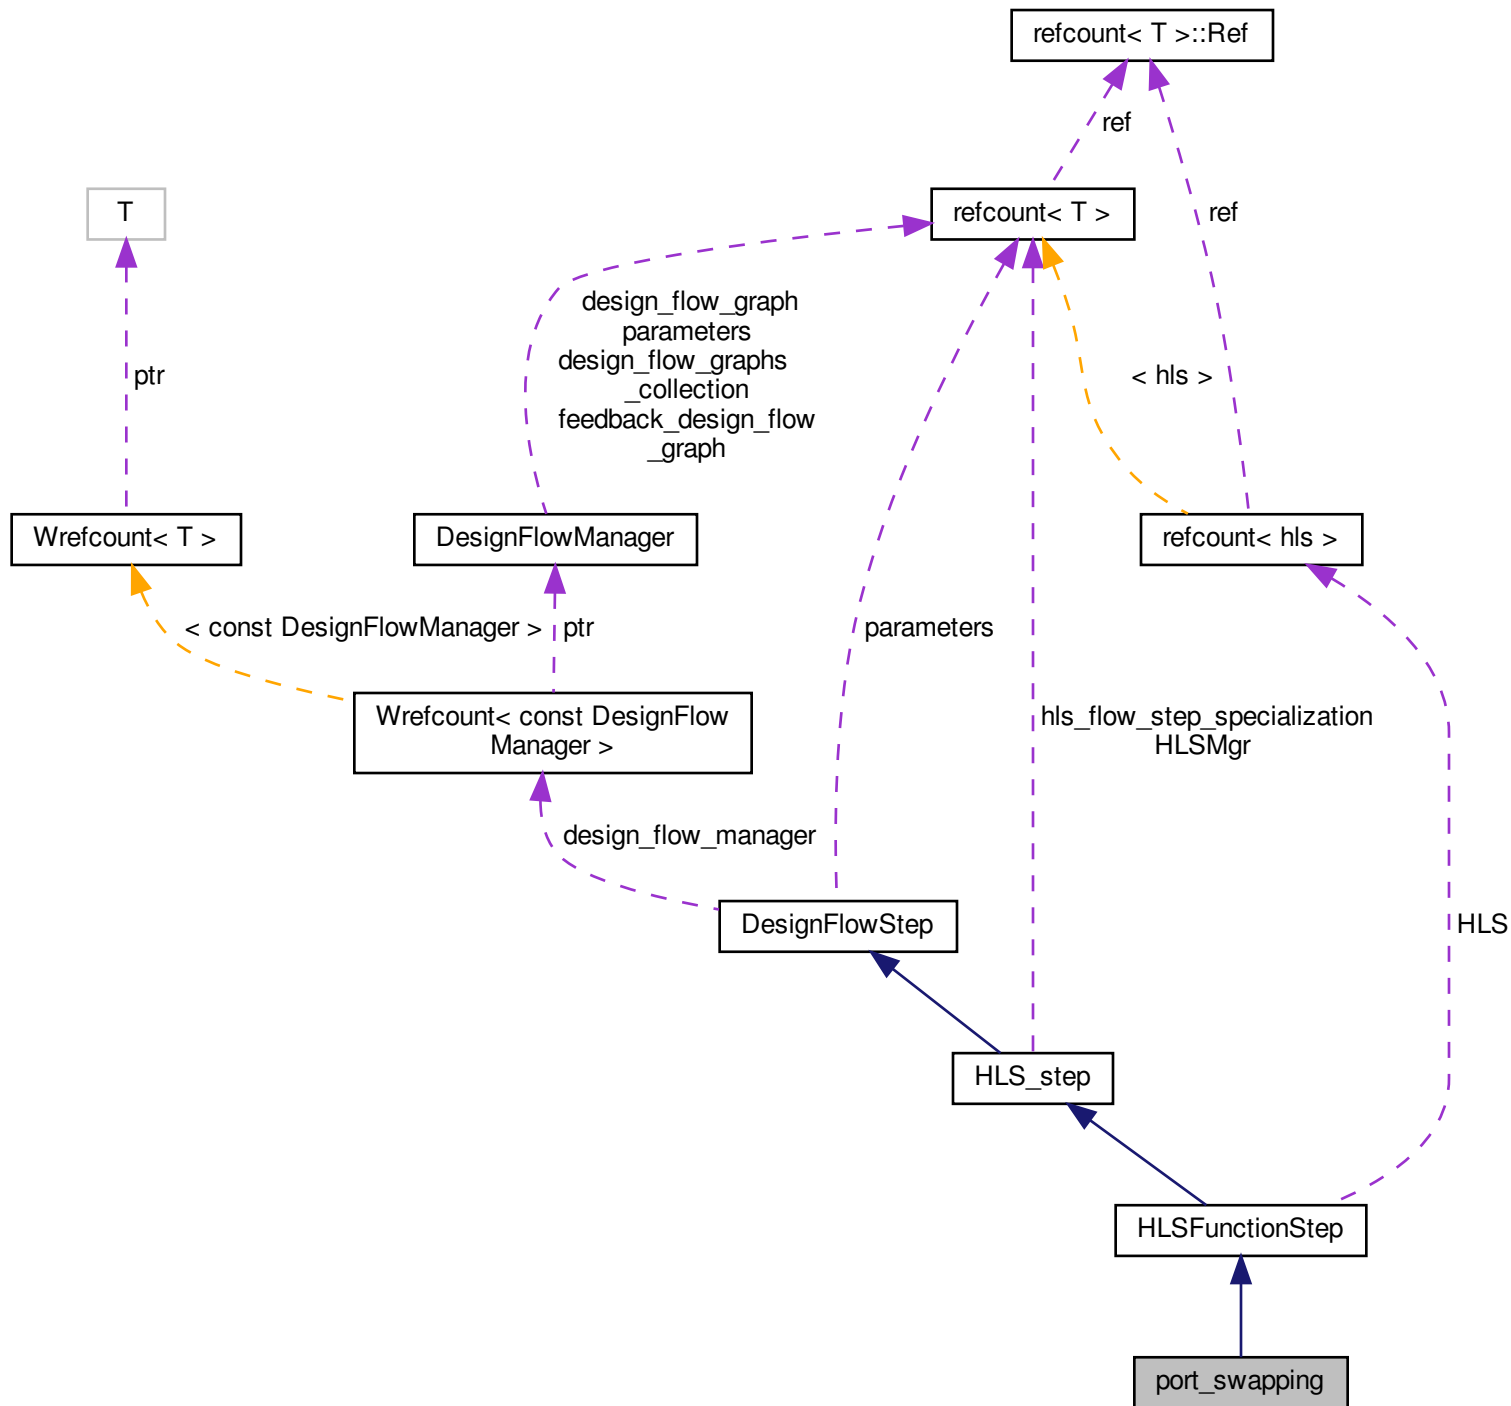 refcount< T >::Ref
ref
T
refcount< T >
ref
design_flow_graph
parameters
design_flow_graphs
_collection
feedback_design_flow
_graph
ptr
< hls >
Wrefcount< T >
DesignFlowManager
refcount< hls >
< const DesignFlowManager >
ptr
parameters
Wrefcount< const DesignFlow
Manager >
hls_flow_step_specialization
HLSMgr
design_flow_manager
DesignFlowStep
HLS
HLS_step
HLSFunctionStep
port_swapping